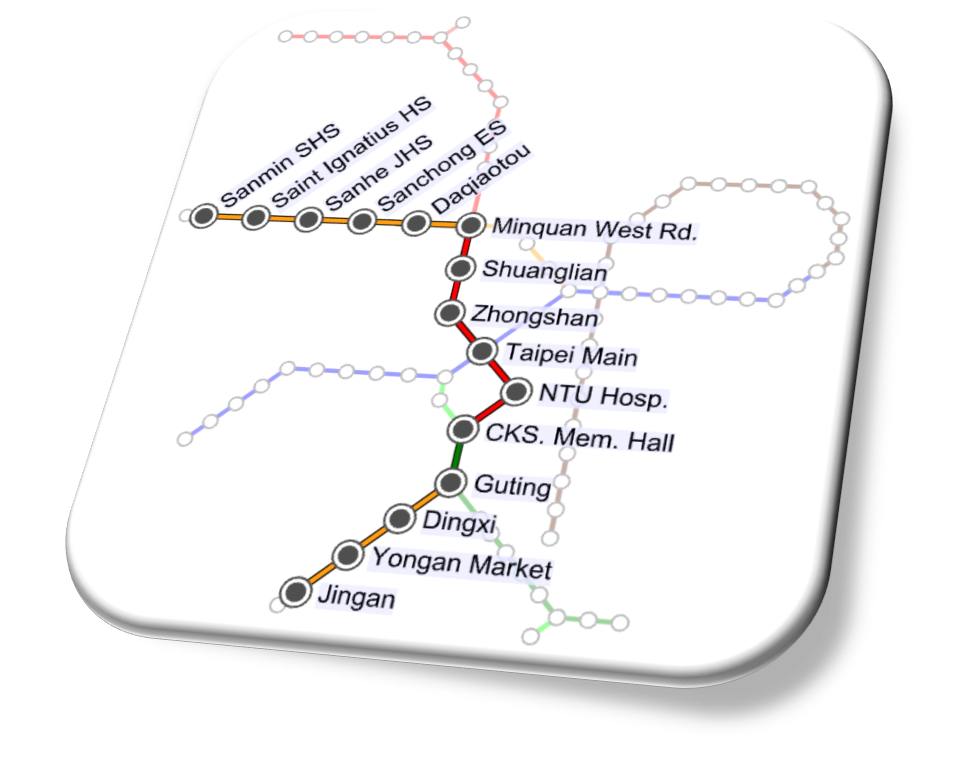 Sanmin SHS
Saint Ignatius HS
Sanhe JHS
Sanchong ES
Daqiaotou
Minquan West Rd.
Shuanglian
Zhongshan
Taipei Main
NTU Hosp.
CKS. Mem. Hall
Guting
Dingxi
Yongan Market
Jingan